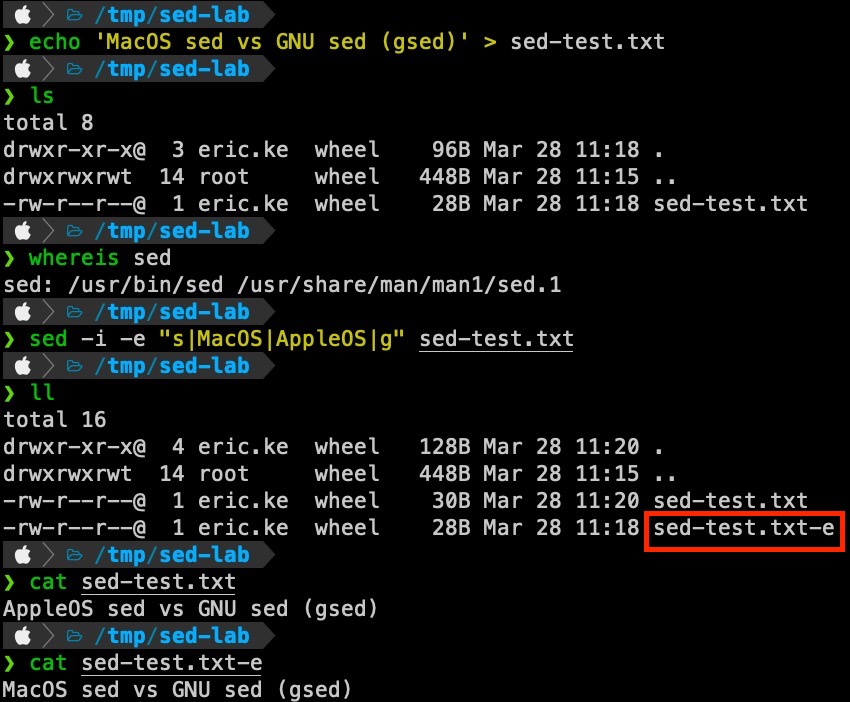 /tmp/sed-lab
❯ echo 'MacOS sed vs GNU sed (gsed)' > sed-test.txt
/tmp/sed-lab
❯ ls
total 8
drwxr-xr-x@  3 eric.ke  wheel    96B Mar 28 11:18 .
drwxrwxrwt  14 root     wheel   448B Mar 28 11:15 ..
-rw-r--r--@  1 eric.ke  wheel    28B Mar 28 11:18 sed-test.txt
/tmp/sed-lab
❯ whereis sed
sed: /usr/bin/sed /usr/share/man/man1/sed.1
/tmp/sed-lab
❯ sed -i -e "s|MacOS|AppleOS|g" sed-test.txt
/tmp/sed-lab
❯ ll
total 16
drwxr-xr-x@  4 eric.ke  wheel   128B Mar 28 11:20 .
drwxrwxrwt  14 root     wheel   448B Mar 28 11:15 ..
-rw-r--r--@  1 eric.ke  wheel    30B Mar 28 11:20 sed-test.txt
-rw-r--r--@  1 eric.ke  wheel    28B Mar 28 11:18 sed-test.txt-e
/tmp/sed-lab
❯ cat sed-test.txt
AppleOS sed vs GNU sed (gsed)
/tmp/sed-lab
❯ cat sed-test.txt-e
MacOS sed vs GNU sed (gsed)